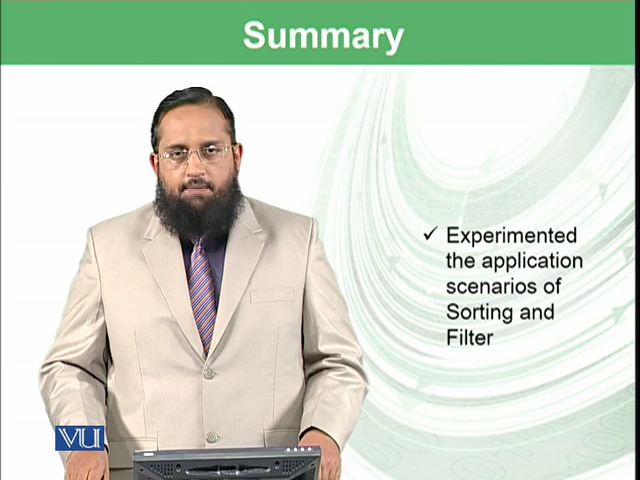 Summary
✓ Experimented
the application
scenarios of
Sorting and
Filter
VU